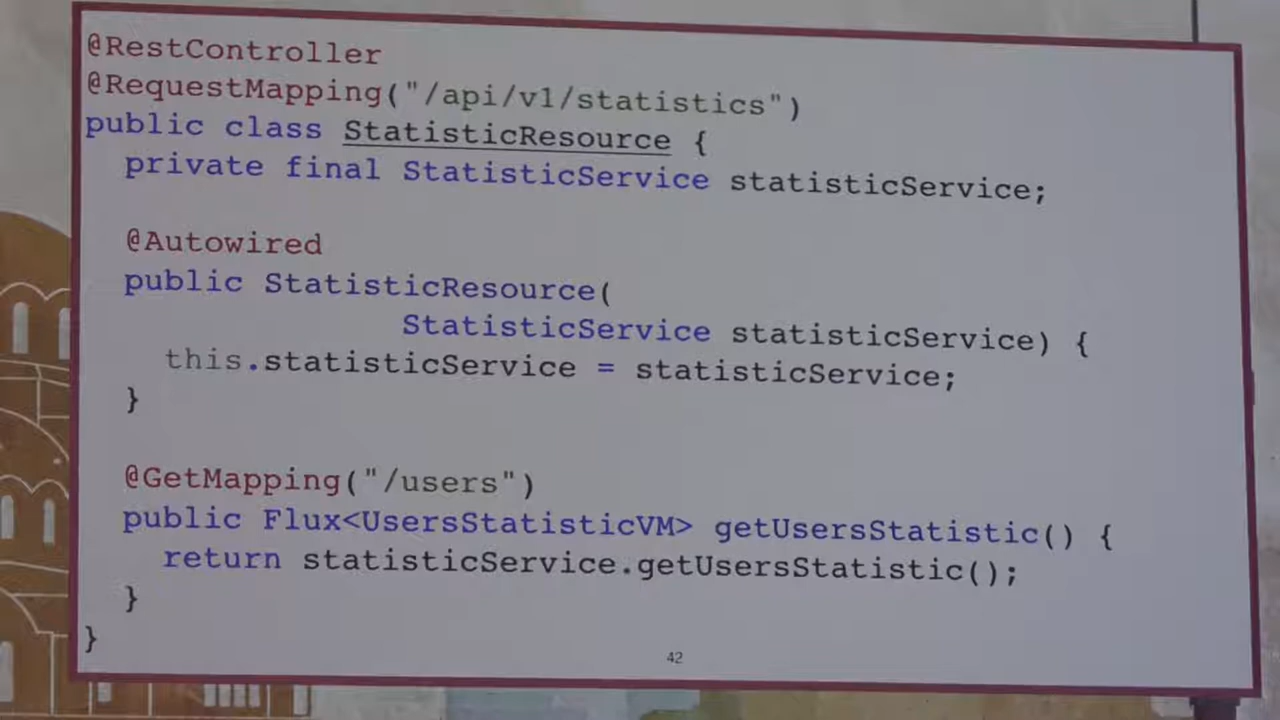 @RestController
@RequestMapping("/api/v1/statistics")
public class StatisticResource {
private final StatisticService statisticService;
@Autowired
public StatisticResource(
StatisticService statisticService) {
this.statisticService = statisticService;
}
@GetMapping("/users")
public Flux<UsersStatisticVM> getUsersStatistic() {
return statisticService.getUsersStatistic();
}
}
42